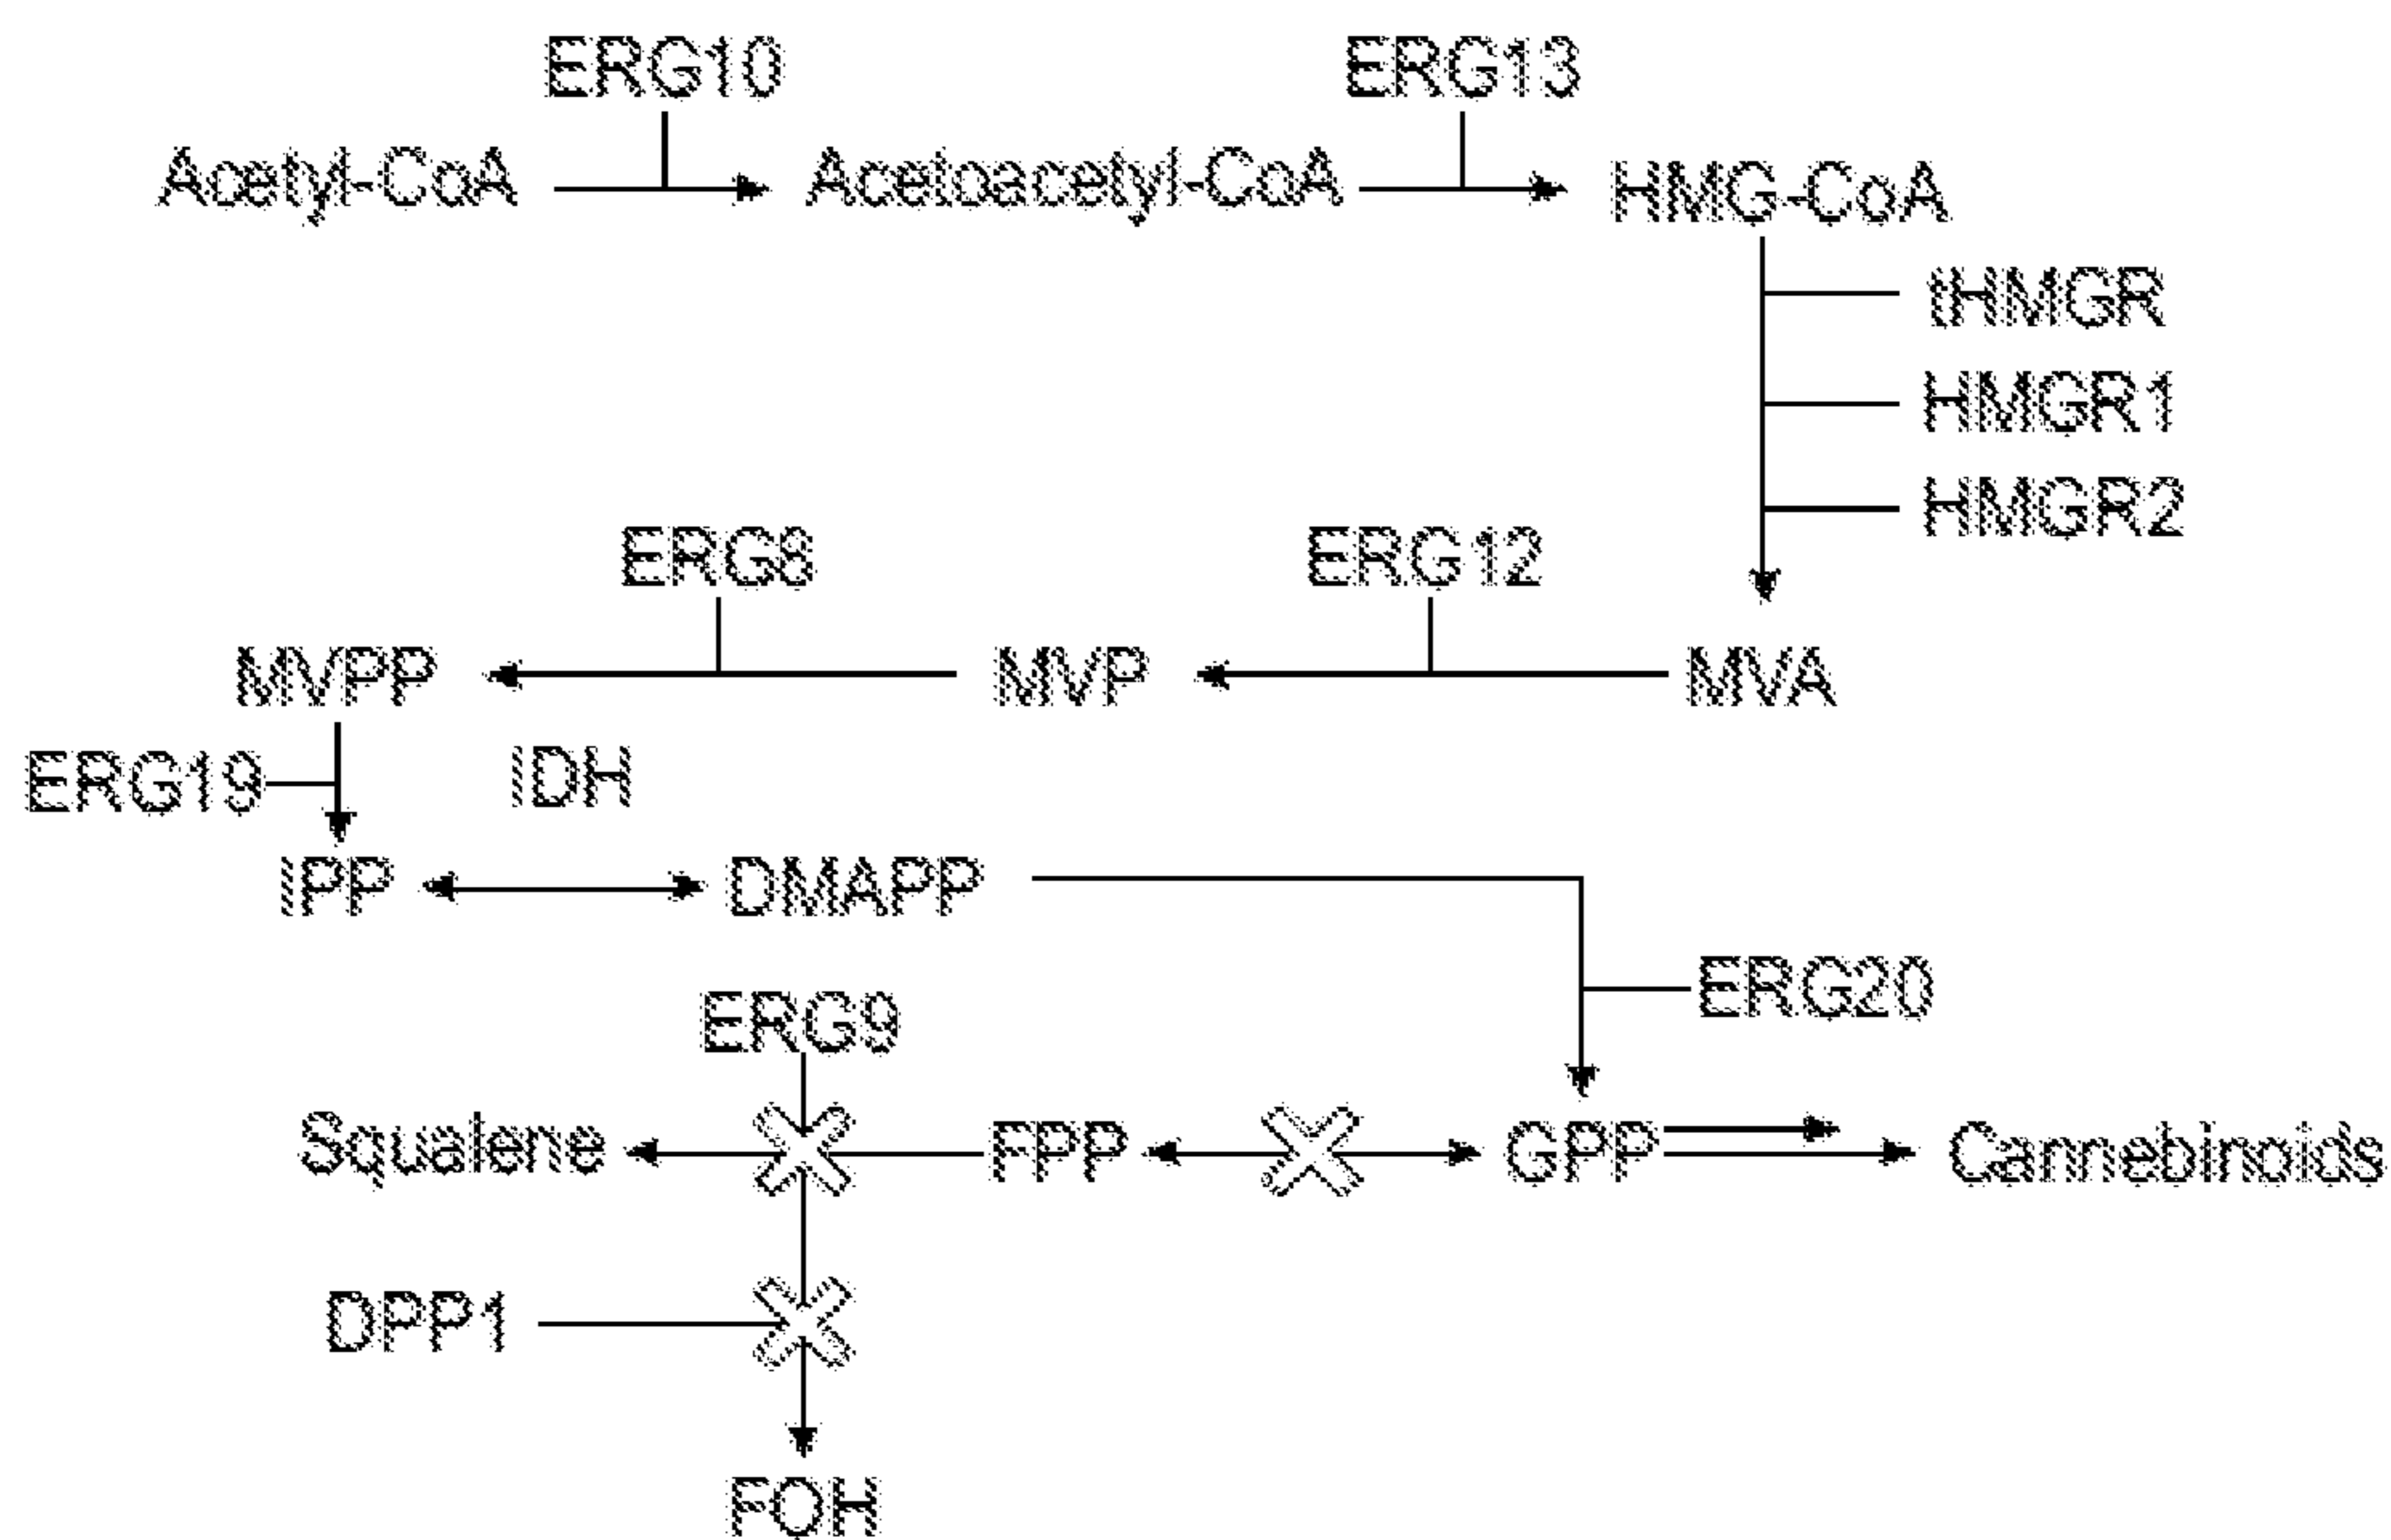 ERG10 ERG13
Acetyl-CoA Acetoacetyl-CoA HMG-CoA
tHMGR
HMGR1
HMGR2
ERG8 ERG12
MVPP MVP MVA
ERG19 IDH
IPP DMAPP
ERG20
ERG9
Squalene FPP GPP Cannebinoids
DPP1
FOH